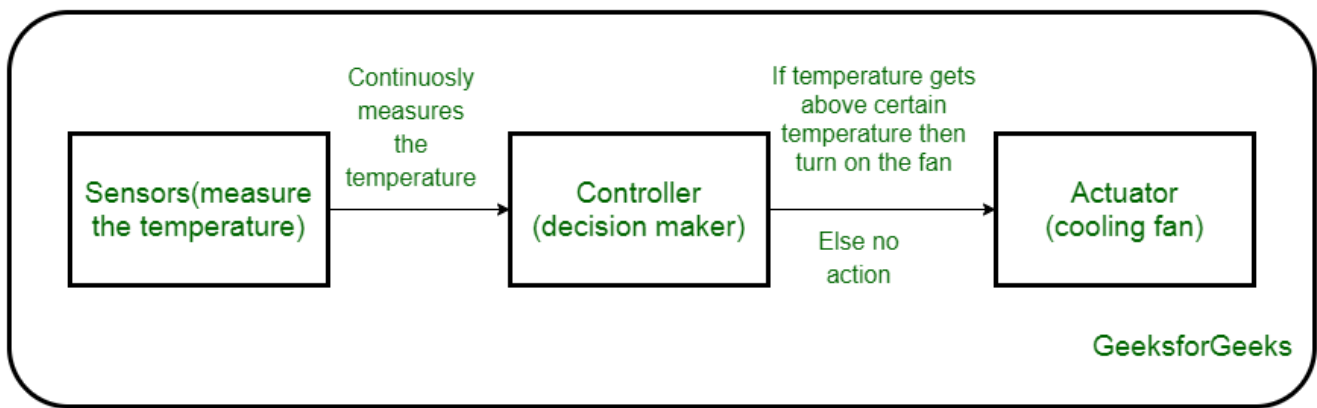 Continuosly
measures
the
temperature
If temperature gets
above certain
temperature then
turn on the fan
Sensors(measure
the temperature)
Controller
(decision maker)
Actuator
(cooling fan)
Else no
action
GeeksforGeeks